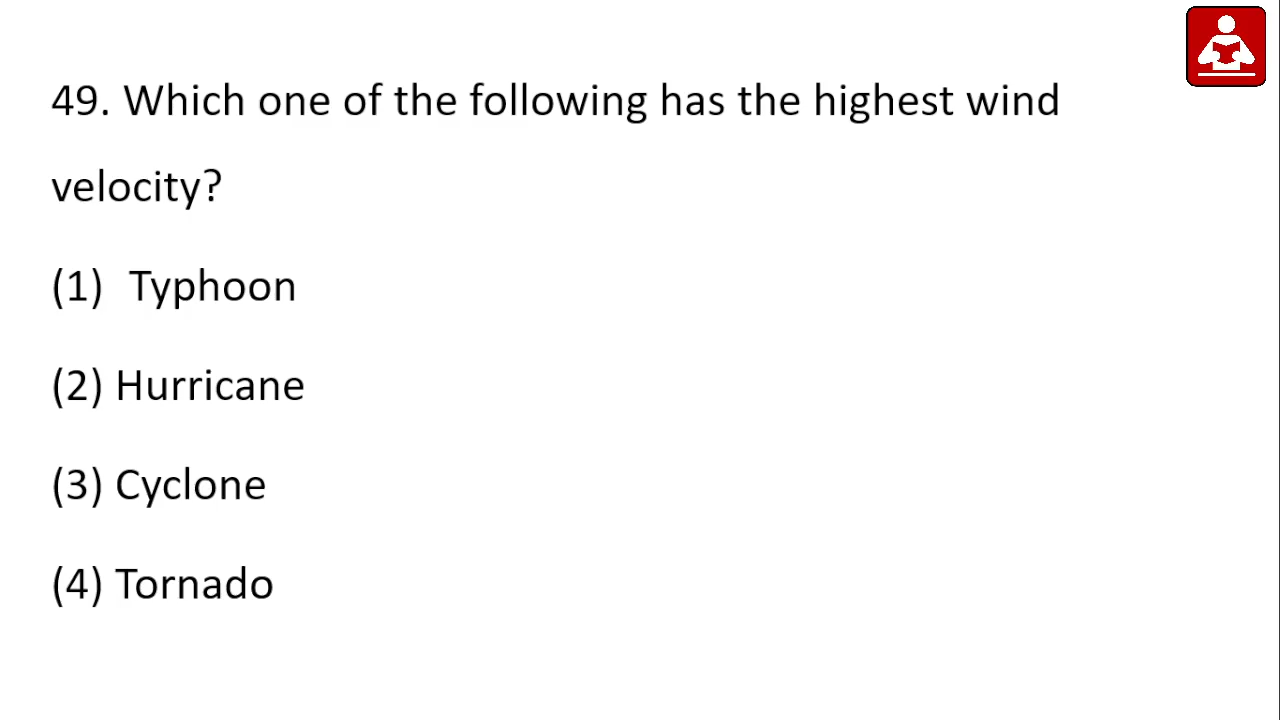 49. Which one of the following has the highest wind
velocity?
(1) Typhoon
(2) Hurricane
(3) Cyclone
(4) Tornado